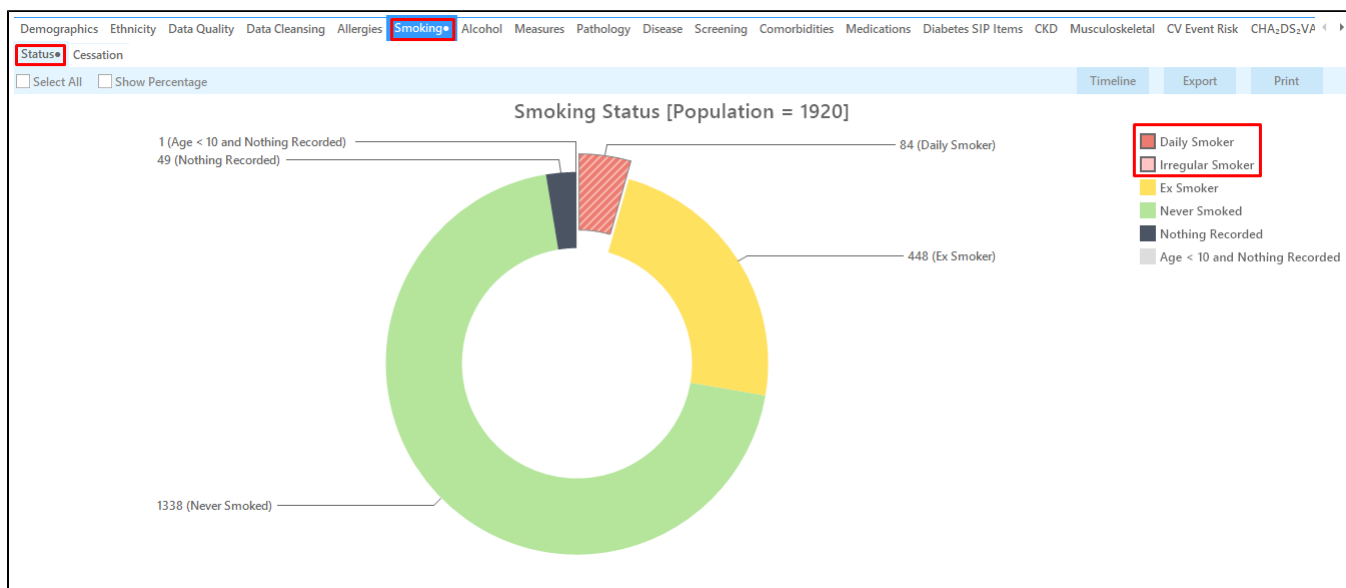 Demographics Ethnicity Data Quality Data Cleansing Allergies Smoking• Alcohol Measures Pathology Disease Screening Comorbidities Medications Diabetes SIP Items CKD Musculoskeletal CV Event Risk CHA₂DS₂VA
Status• Cessation
Select All Show Percentage Timeline Export Print
Smoking Status [Population = 1920]
1 (Age < 10 and Nothing Recorded)
49 (Nothing Recorded)
84 (Daily Smoker)
448 (Ex Smoker)
1338 (Never Smoked)
Daily Smoker
Irregular Smoker
Ex Smoker
Never Smoked
Nothing Recorded
Age < 10 and Nothing Recorded